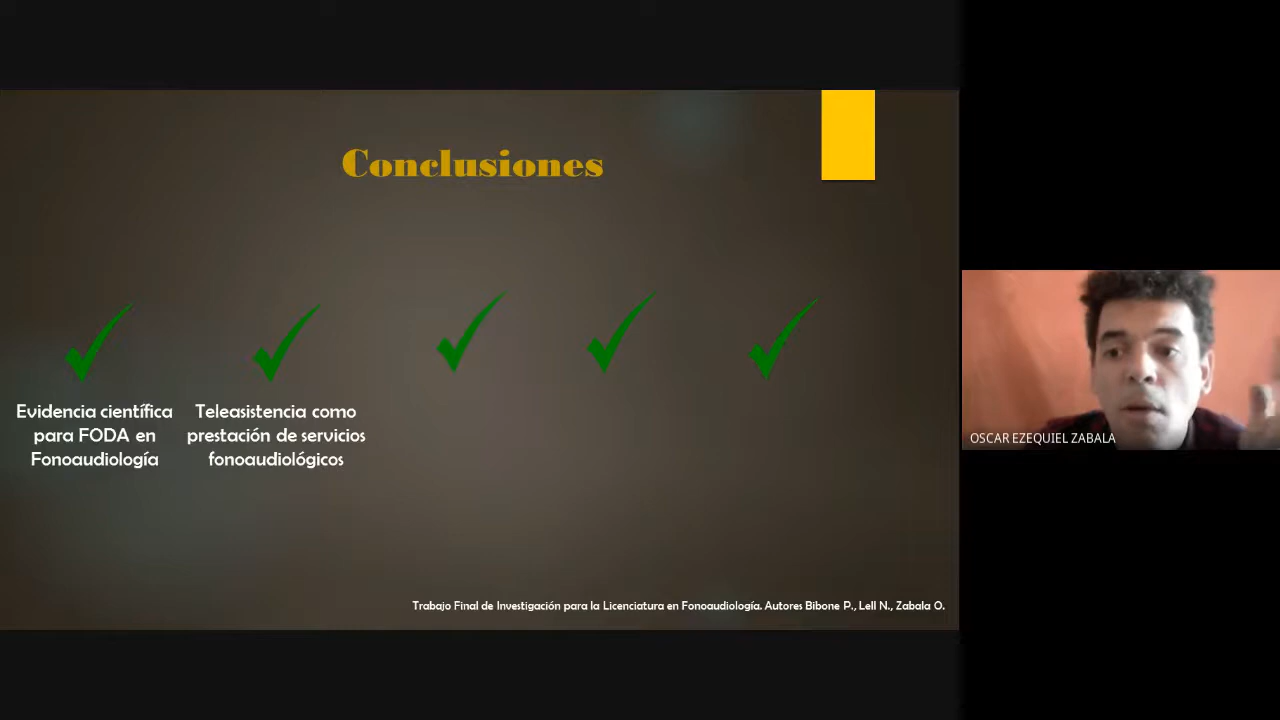 Conclusiones
Evidencia científica
para FODA en
Fonoaudiología
Teleasistencia como
prestación de servicios
fonoaudiológicos
OSCAR EZEQUIEL ZABALA
Trabajo Final de Investigación para la Licenciatura en Fonoaudiología. Autores Bibone P., Lell N., Zabala O.